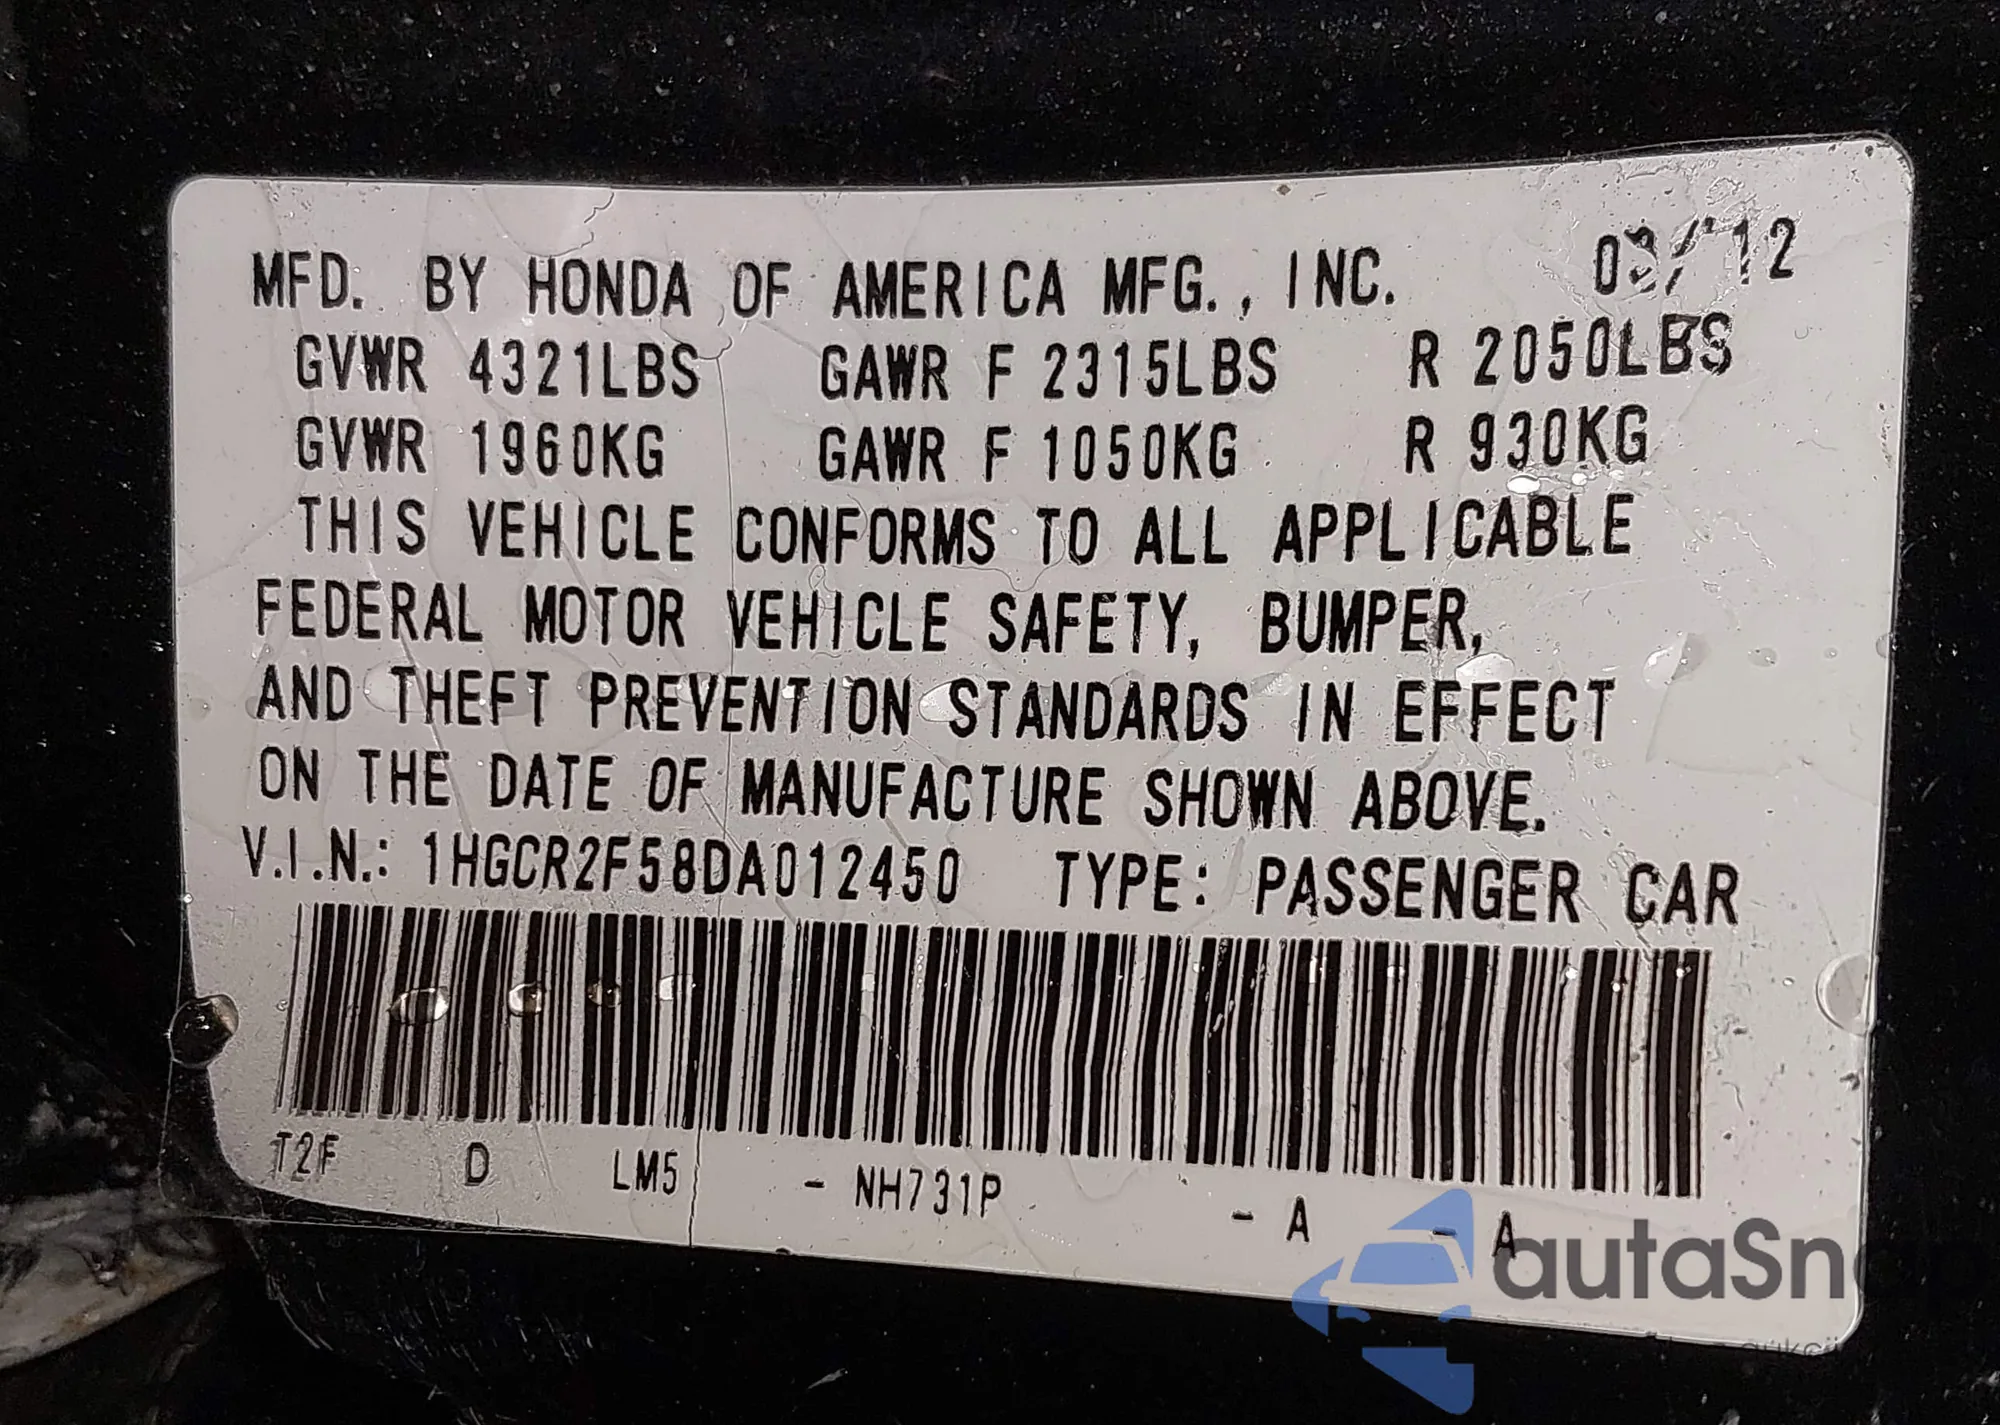 MFD. BY HONDA OF AMERICA MFG., INC. /12
GVWR 4321LBS GAWR F 2315LBS R 2050LBS
GVWR 1960KG GAWR F 1050KG R 930KG
THIS VEHICLE CONFORMS TO ALL APPLICABLE
FEDERAL MOTOR VEHICLE SAFETY, BUMPER,
AND THEFT PREVENTION STANDARDS IN EFFECT
ON THE DATE OF MANUFACTURE SHOWN ABOVE.
V.I.N.: 1HGCR2F58DA012450 TYPE: PASSENGER CAR
T2F D LM5 - NH731P - A - A
autaSn